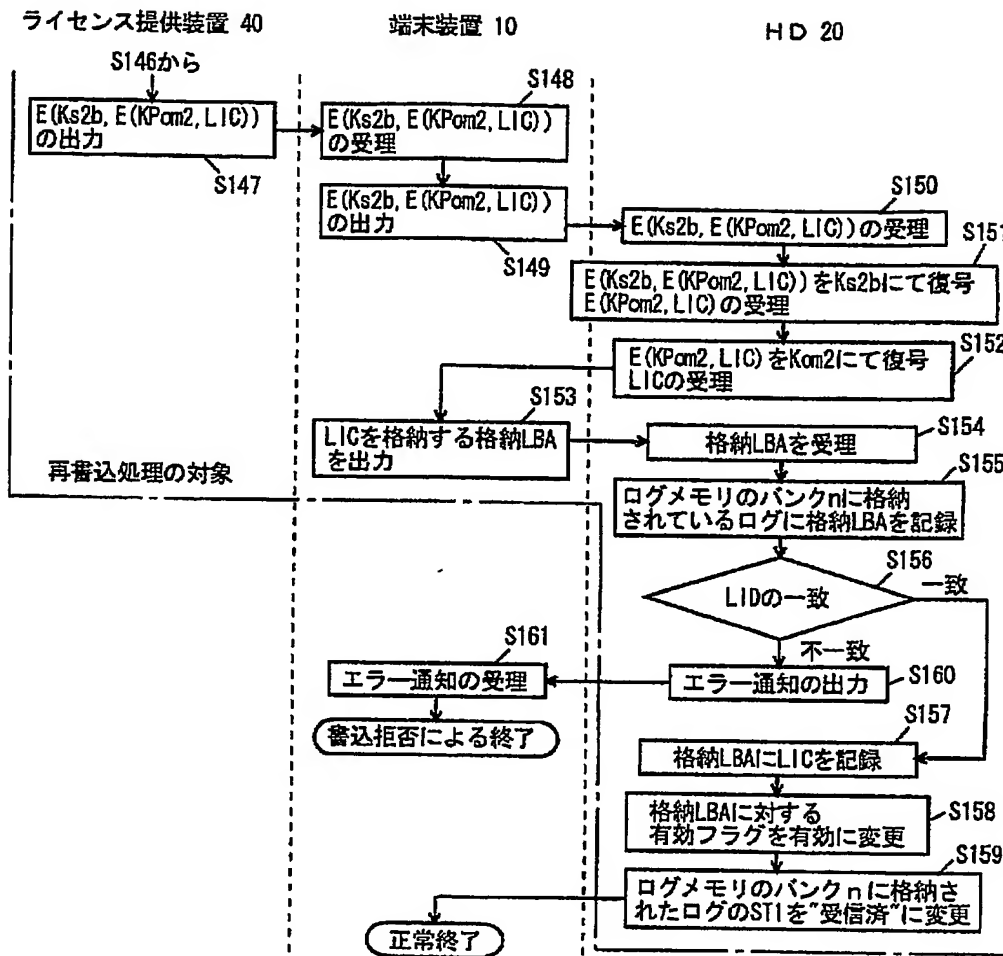 ライセンス提供装置 40
端末装置 10
HD 20
S146から
E(Ks2b, E(KPom2, LIC))
の出力
S147
S148
E(Ks2b, E(KPom2, LIC))
の受理
E(Ks2b, E(KPom2, LIC))
の出力
S149
S150
E(Ks2b, E(KPom2, LIC))の受理
S151
E(Ks2b, E(KPom2, LIC))をKs2bにて復号
E(KPom2, LIC)の受理
S152
E(KPom2, LIC)をKom2にて復号
LICの受理
S153
LICを格納する格納LBA
を出力
S154
格納LBAを受理
再書込処理の対象
S155
ログメモリのバンクnに格納
されているログに格納LBAを記録
S156
LIDの一致
一致
不一致
S161
エラー通知の受理
エラー通知の出力
S160
書込拒否による終了
S157
格納LBAにLICを記録
格納LBAに対する
有効フラグを有効に変更
S158
S159
ログメモリのバンクnに格納さ
れたログのST1を"受信済"に変更
正常終了